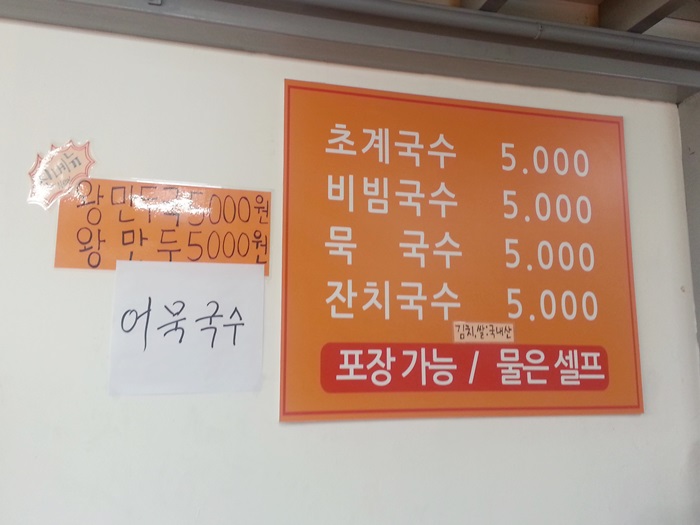 신메뉴
왕만두국5000원
왕만두5000원
어묵국수
초계국수 5.000
비빔국수 5.000
묵 국수 5.000
잔치국수 5.000
김치,쌀:국내산
포장 가능 / 물은 셀프